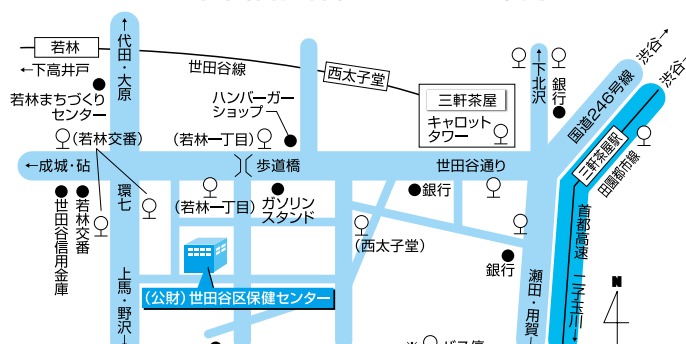 若林
←下高井戸
↑代田・大原
世田谷線
西太子堂
若林まちづくり
センター
(若林交番)
ハンバーガー
ショップ
(若林一丁目)
三軒茶屋
キャロット
タワー
↑下北沢
銀行
国道246号線
渋谷→
渋谷→
三軒茶屋駅
田園都市線
←成城・砧
歩道橋
世田谷通り
環七
世田谷信用金庫
若林交番
(若林一丁目)
ガソリン
スタンド
銀行
(西太子堂)
銀行
首都高速
二子玉川↓
瀬田・用賀↓
上馬・野沢↓
(公財)世田谷区保健センター
N